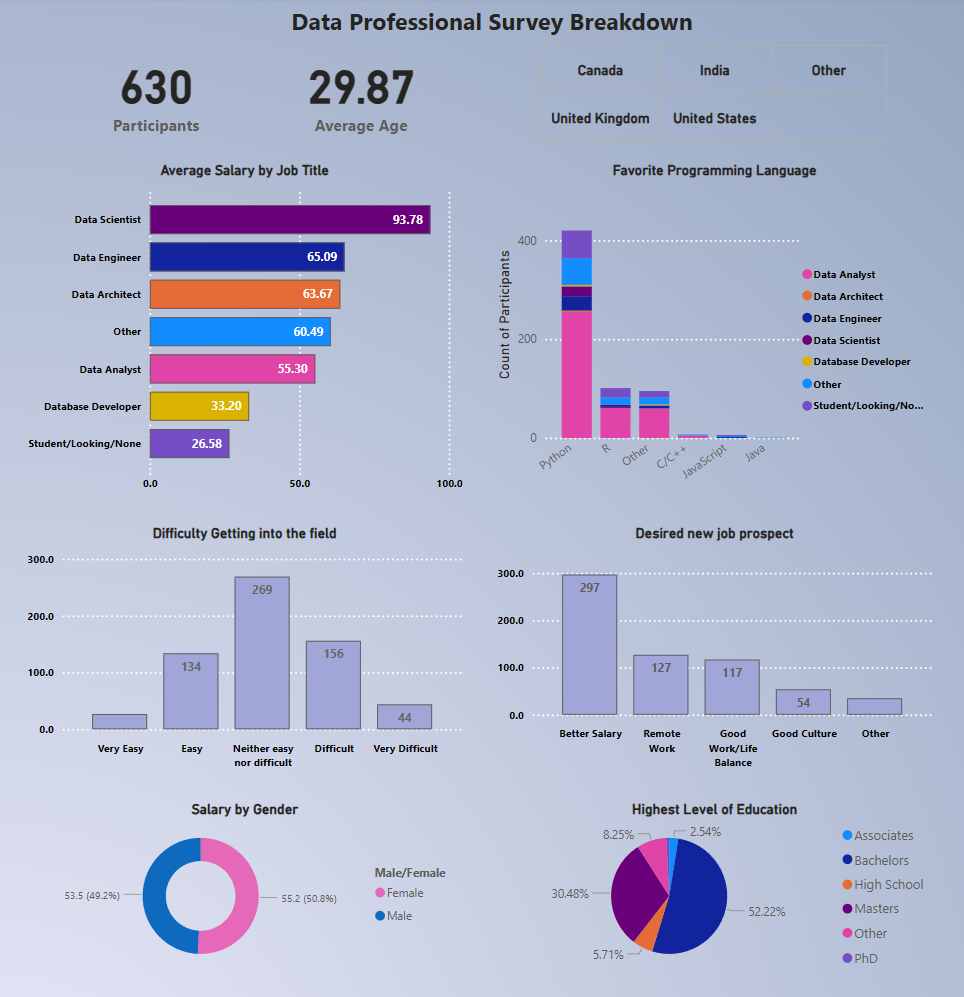 Data Professional Survey Breakdown
630
Participants
29.87
Average Age
Canada India Other
United Kingdom United States
Average Salary by Job Title
Data Scientist 93.78
Data Engineer 65.09
Data Architect 63.67
Other 60.49
Data Analyst 55.30
Database Developer 33.20
Student/Looking/None 26.58
0.0 50.0 100.0
Favorite Programming Language
Count of Participants
400
200
0
Python R Other C/C++ JavaScript Java
Data Analyst
Data Architect
Data Engineer
Data Scientist
Database Developer
Other
Student/Looking/No...
Difficulty Getting into the field
300.0
200.0
100.0
0.0
134 269 156 44
Very Easy Easy Neither easy Difficult Very Difficult
nor difficult
Desired new job prospect
300.0
200.0
100.0
0.0
297 127 117 54
Better Salary Remote Good Good Culture Other
Work Work/Life
Balance
Salary by Gender
53.5 (49.2%)
55.2 (50.8%)
Male/Female
Female
Male
Highest Level of Education
8.25% 2.54%
30.48%
52.22%
5.71%
Associates
Bachelors
High School
Masters
Other
PhD